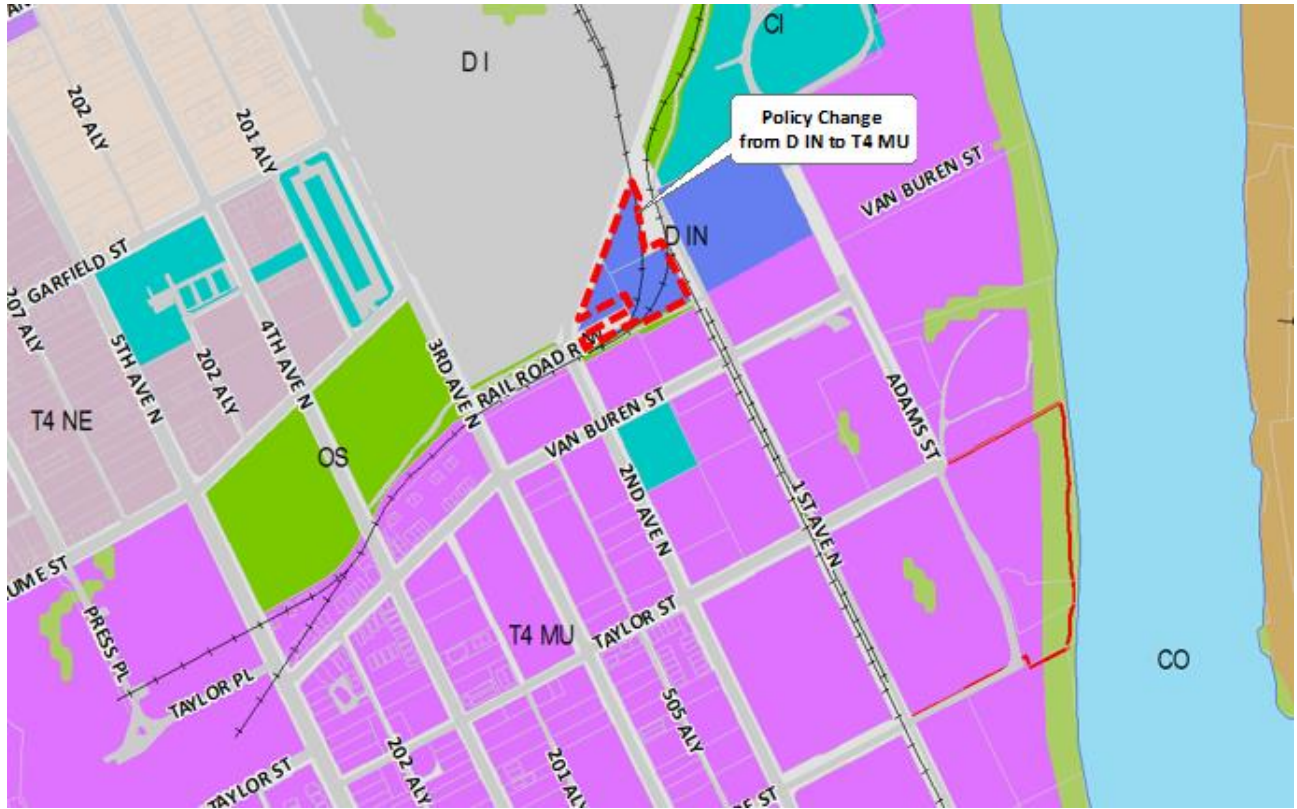 CI
D I
202 ALY
201 ALY
Policy Change
from D IN to T4 MU
VAN BUREN ST
D IN
GARFIELD ST
207 ALY
5TH AVE N
202 ALY
4TH AVE N
3RD AVE N
RAILROAD R W
T4 NE
OS
VAN BUREN ST
ADAMS ST
2ND AVE N
1ST AVE N
UME ST
PRESS PL
T4 MU
TAYLOR ST
CO
TAYLOR PL
505 ALY
202 ALY
201 ALY
TAYLOR ST
ST